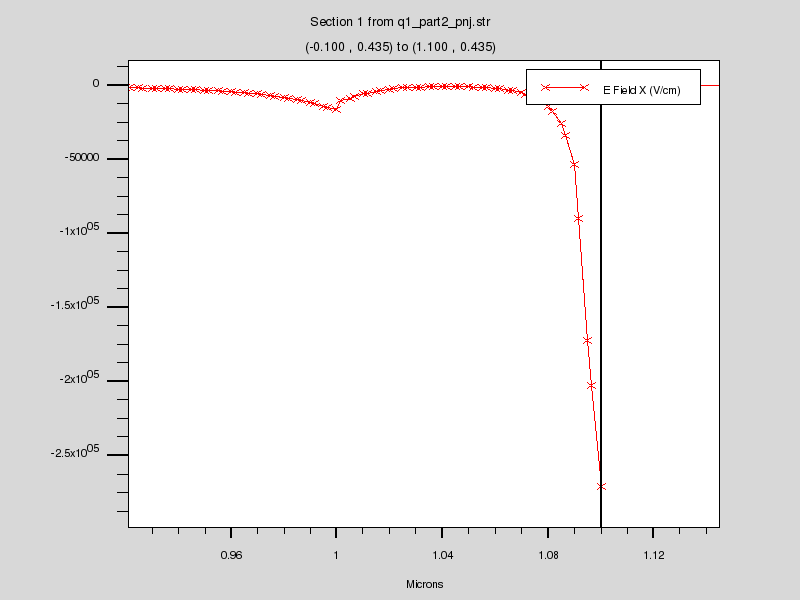 Section 1 from q1_part2_pnj.str
(-0.100 , 0.435) to (1.100 , 0.435)
E Field X (V/cm)
0
-50000
-1x10^05
-1.5x10^05
-2x10^05
-2.5x10^05
0.96 1 1.04 1.08 1.12
Microns